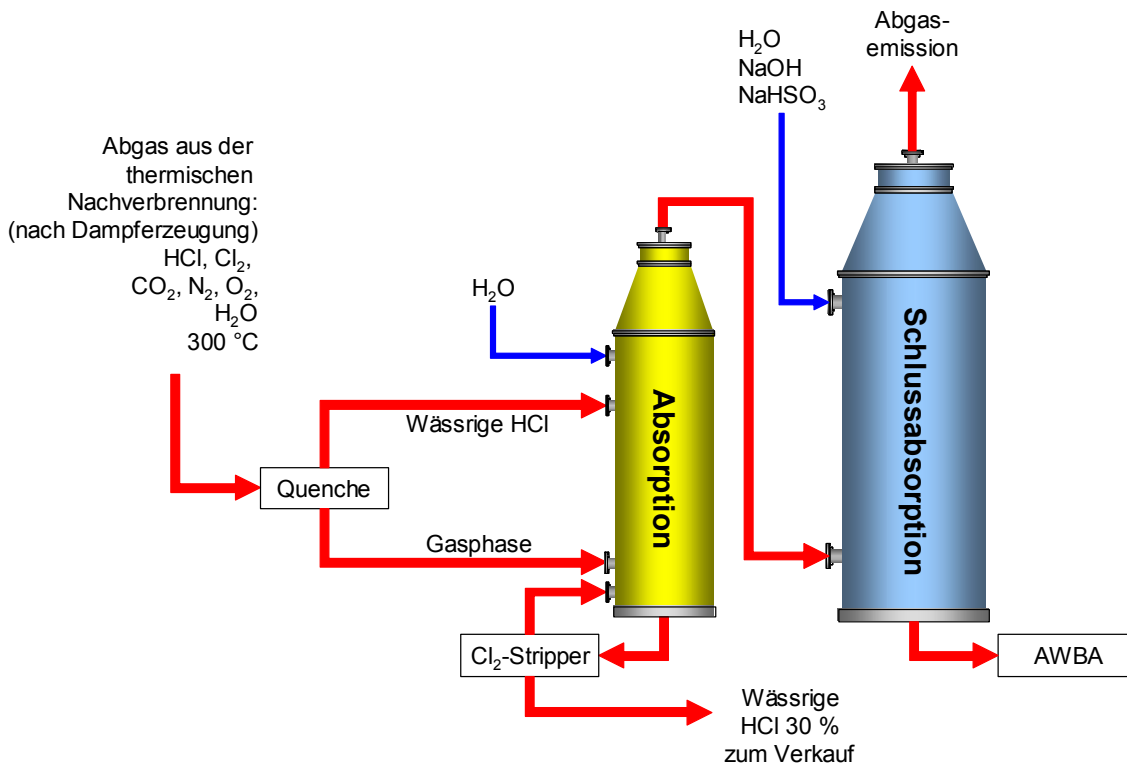 Abgas aus der
thermischen
Nachverbrennung:
(nach Dampferzeugung)
HCl, Cl₂,
CO₂, N₂, O₂,
H₂O
300 °C
Quenche
Wässrige HCl
Gasphase
H₂O
Absorption
Cl₂-Stripper
Wässrige
HCl 30 %
zum Verkauf
H₂O
NaOH
NaHSO₃
Abgas-
emission
Schlussabsorption
AWBA